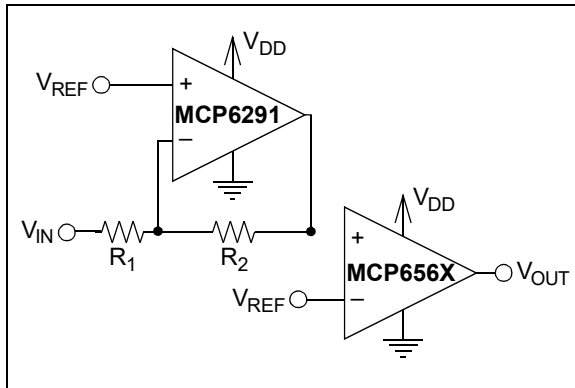 V_DD
V_REF
+
MCP6291
−
V_IN
R_1
R_2
V_DD
+
MCP656X
V_OUT
V_REF
−